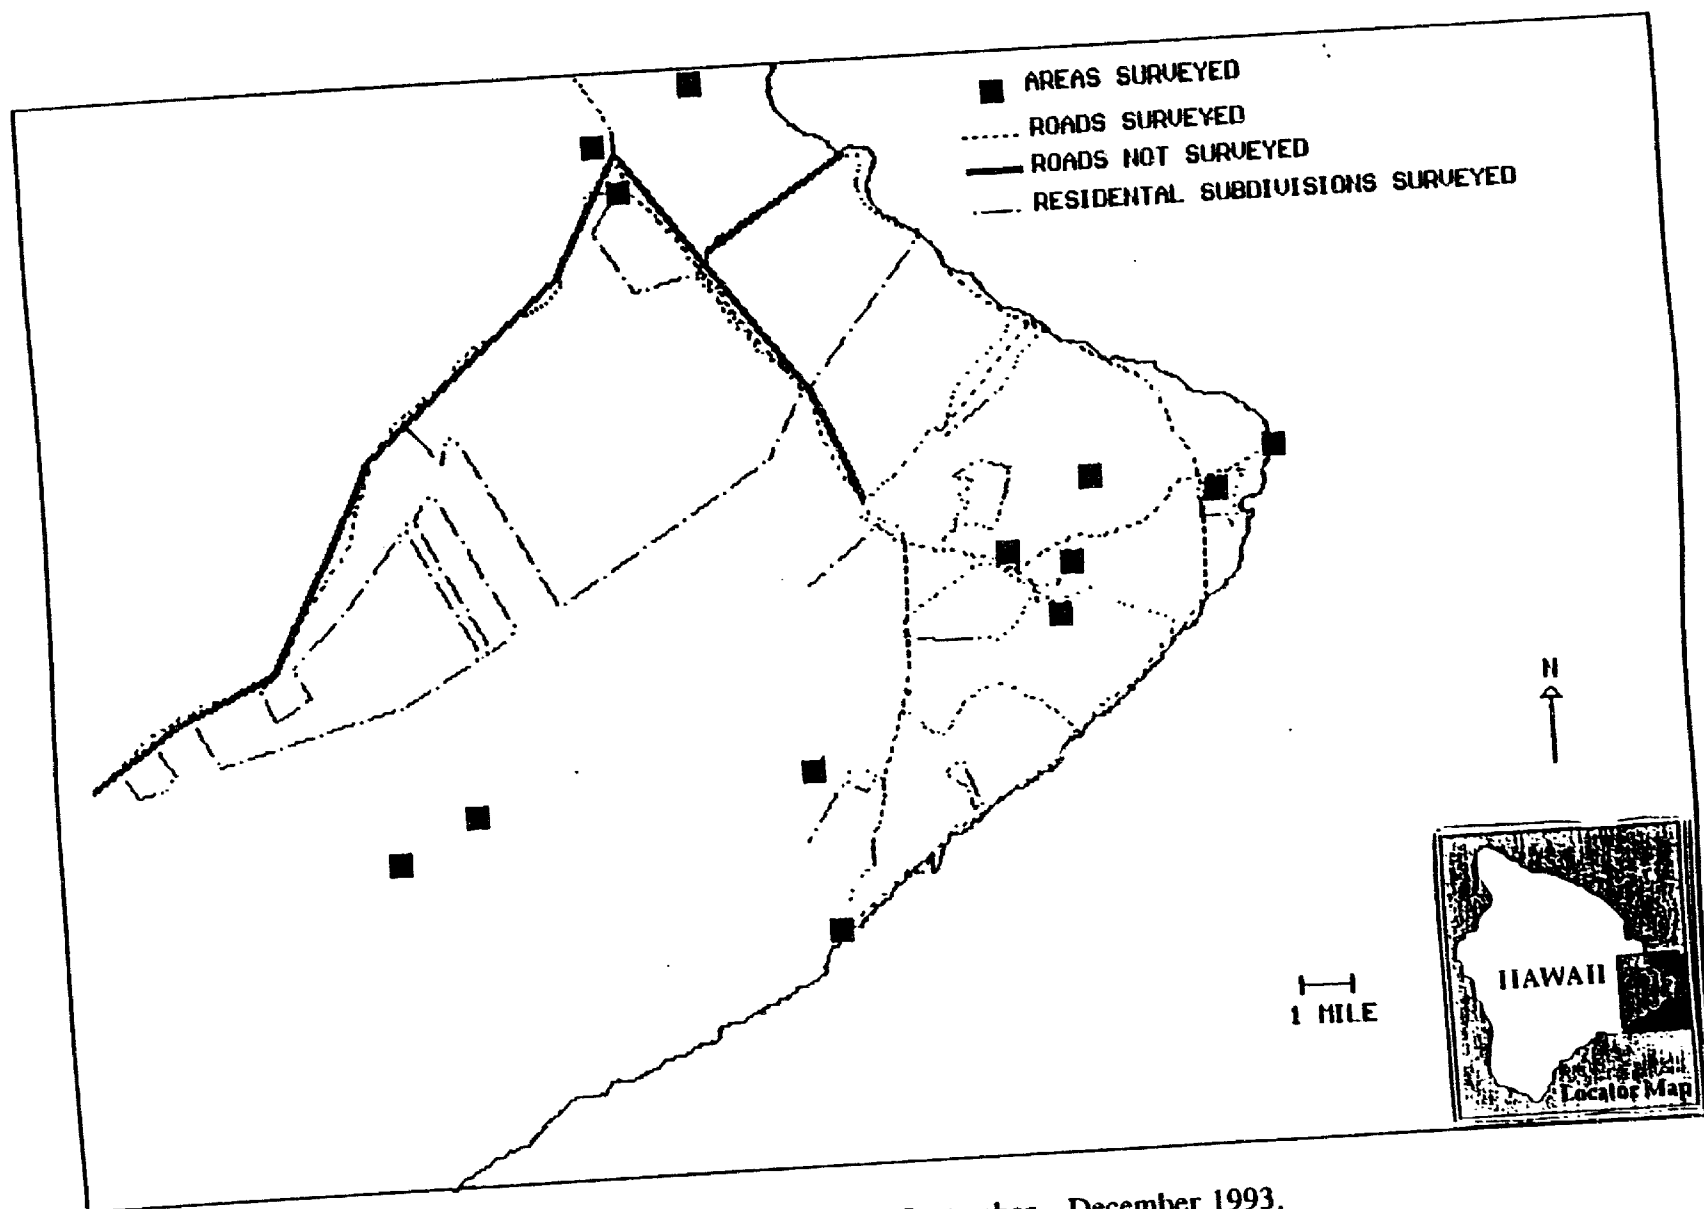 AREAS SURVEYED
ROADS SURVEYED
ROADS NOT SURVEYED
RESIDENTAL SUBDIVISIONS SURVEYED
N
1 MILE
HAWAII
Locator Map
December 1993.